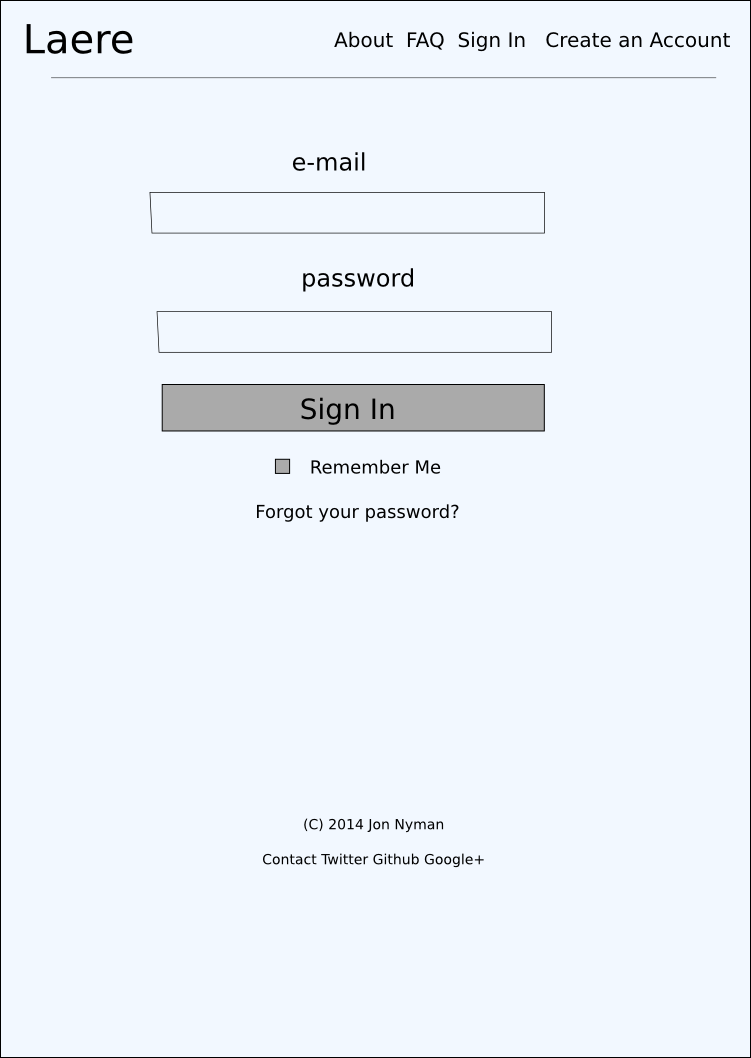 Laere
About FAQ Sign In Create an Account
e-mail
password
Sign In
Remember Me
Forgot your password?
(C) 2014 Jon Nyman
Contact Twitter Github Google+